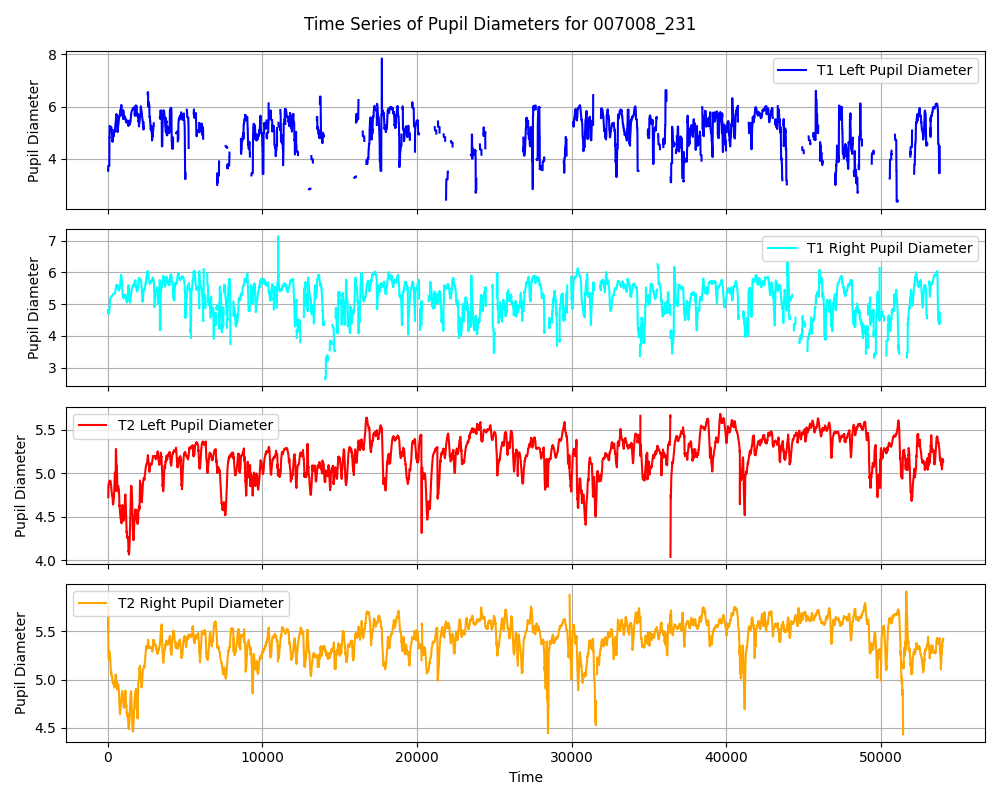 Time Series of Pupil Diameters for 007008_231
8
6
4
Pupil Diameter
T1 Left Pupil Diameter
7
6
5
4
3
Pupil Diameter
T1 Right Pupil Diameter
5.5
5.0
4.5
4.0
Pupil Diameter
T2 Left Pupil Diameter
5.5
5.0
4.5
Pupil Diameter
T2 Right Pupil Diameter
0 10000 20000 30000 40000 50000
Time